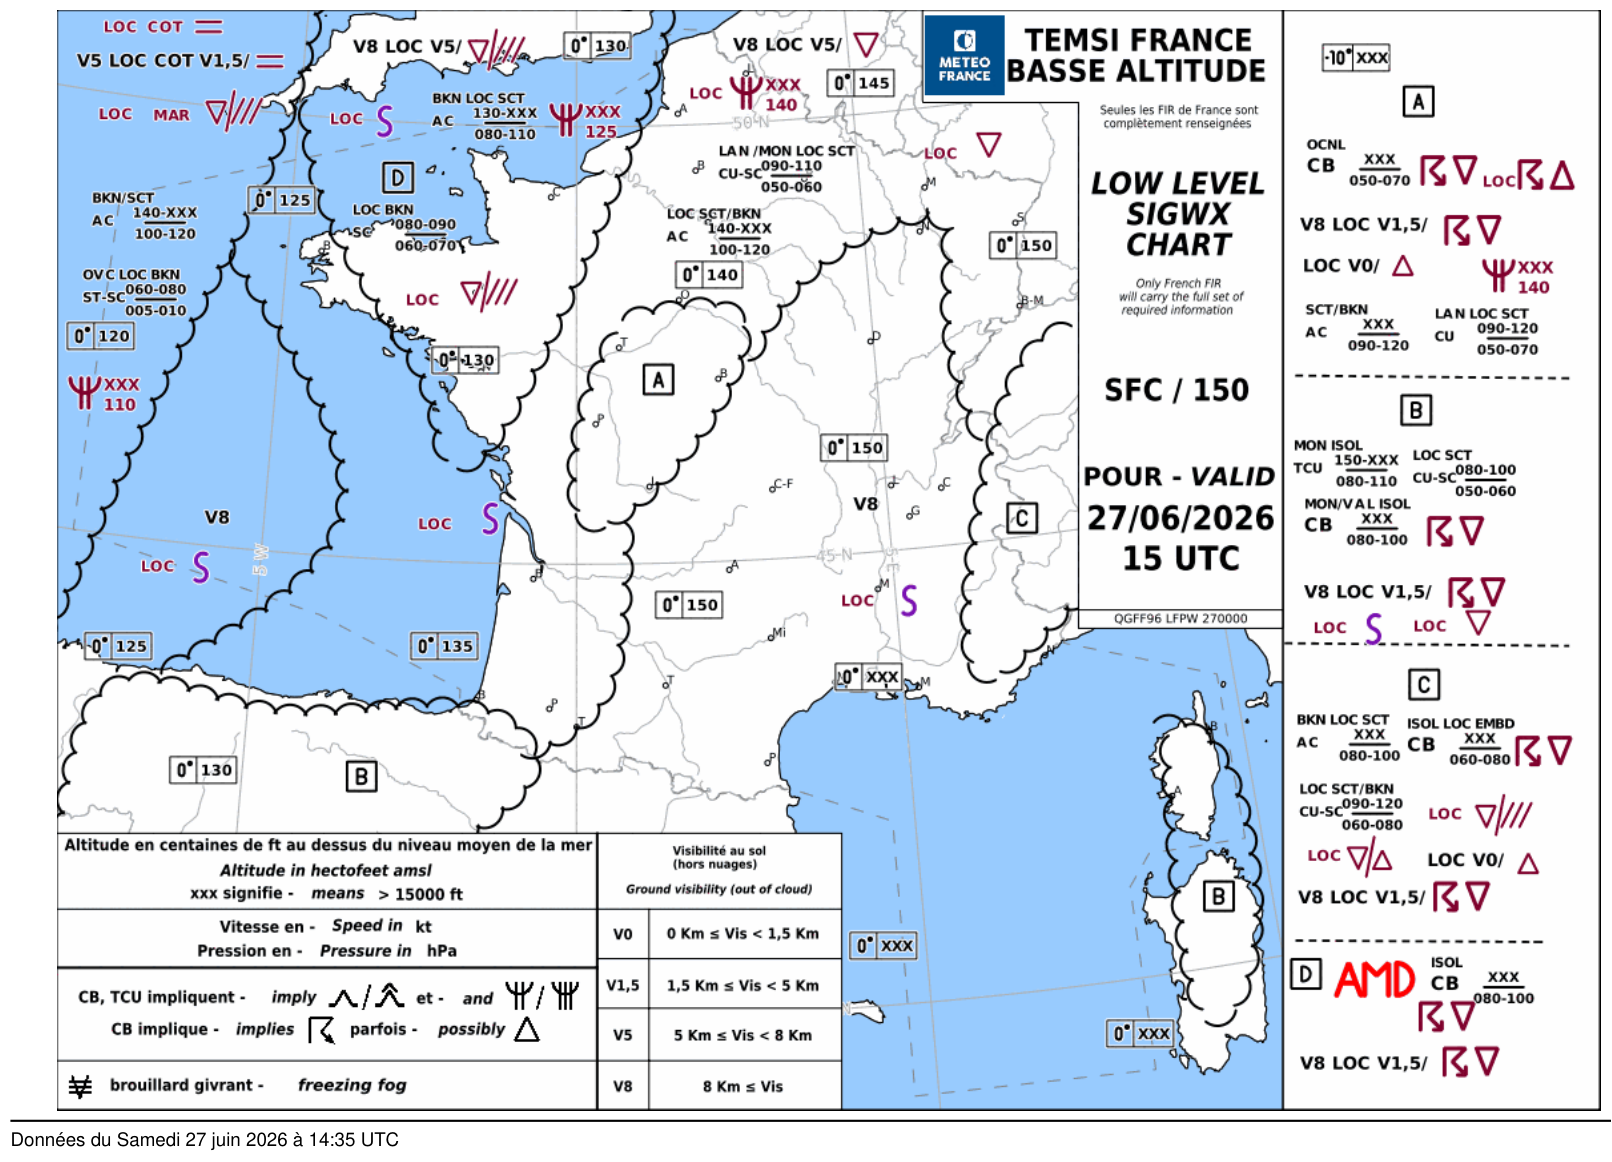 LOC COT
V5 LOC COT V1,5/
LOC MAR
V8 LOC V5/
0° 130
V8 LOC V5/
LOC XXX
140
0° 145
LOC
BKN LOC SCT
AC 130-XXX
080-110
XXX
125
50°N
LOC
LAN/MON LOC SCT
CU-SC 090-110
050-060
D
0° 125
BKN/SCT
AC 140-XXX
100-120
LOC BKN
SC 080-090
060-070
LOC SCT/BKN
AC 140-XXX
100-120
0° 150
OVC LOC BKN
ST-SC 060-080
005-010
0° 140
LOC
0° 120
0° 130
A
XXX
110
0° 150
V8
V8
LOC
C
LOC
5°W
45°N
LOC
0° 150
0° 125
0° 135
0° XXX
0° 130
B
B
0° XXX
0° XXX
METEO
FRANCE
TEMSI FRANCE
BASSE ALTITUDE
Seules les FIR de France sont
complètement renseignées
LOW LEVEL
SIGWX
CHART
Only French FIR
will carry the full set of
required information
SFC / 150
POUR - VALID
27/06/2026
15 UTC
QGFF96 LFPW 270000
-10° XXX
A
OCNL
CB XXX
050-070
LOC
V8 LOC V1,5/
LOC V0/
XXX
140
SCT/BKN
AC XXX
090-120
LAN LOC SCT
CU 090-120
050-070
B
MON ISOL
TCU 150-XXX
080-110
LOC SCT
CU-SC 080-100
050-060
MON/VAL ISOL
CB XXX
080-100
V8 LOC V1,5/
LOC LOC
C
BKN LOC SCT
AC XXX
080-100
ISOL LOC EMBD
CB XXX
060-080
LOC SCT/BKN
CU-SC 090-120
060-080
LOC
LOC
LOC V0/
V8 LOC V1,5/
D AMD
ISOL
CB XXX
080-100
V8 LOC V1,5/
Altitude en centaines de ft au dessus du niveau moyen de la mer
Altitude in hectofeet amsl
xxx signifie - means > 15000 ft
Vitesse en - Speed in kt
Pression en - Pressure in hPa
CB, TCU impliquent - imply / et - and /
CB implique - implies parfois - possibly
brouillard givrant - freezing fog
Visibilité au sol
(hors nuages)
Ground visibility (out of cloud)
V0 0 Km ≤ Vis < 1,5 Km
V1,5 1,5 Km ≤ Vis < 5 Km
V5 5 Km ≤ Vis < 8 Km
V8 8 Km ≤ Vis
Données du Samedi 27 juin 2026 à 14:35 UTC